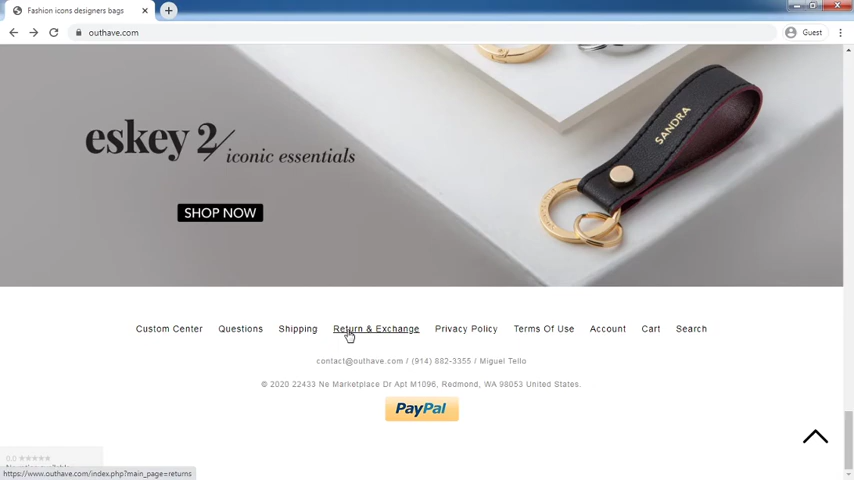 Fashion icons designers bags
outhave.com
Guest
SANDRA
eskey 2/ iconic essentials
SHOP NOW
Custom Center Questions Shipping Return & Exchange Privacy Policy Terms Of Use Account Cart Search
contact@outhave.com / (914) 882-3355 / Miguel Tello
© 2020 22433 Ne Marketplace Dr Apt M1096, Redmond, WA 98053 United States.
PayPal
0.0
https://www.outhave.com/index.php?main_page=returns